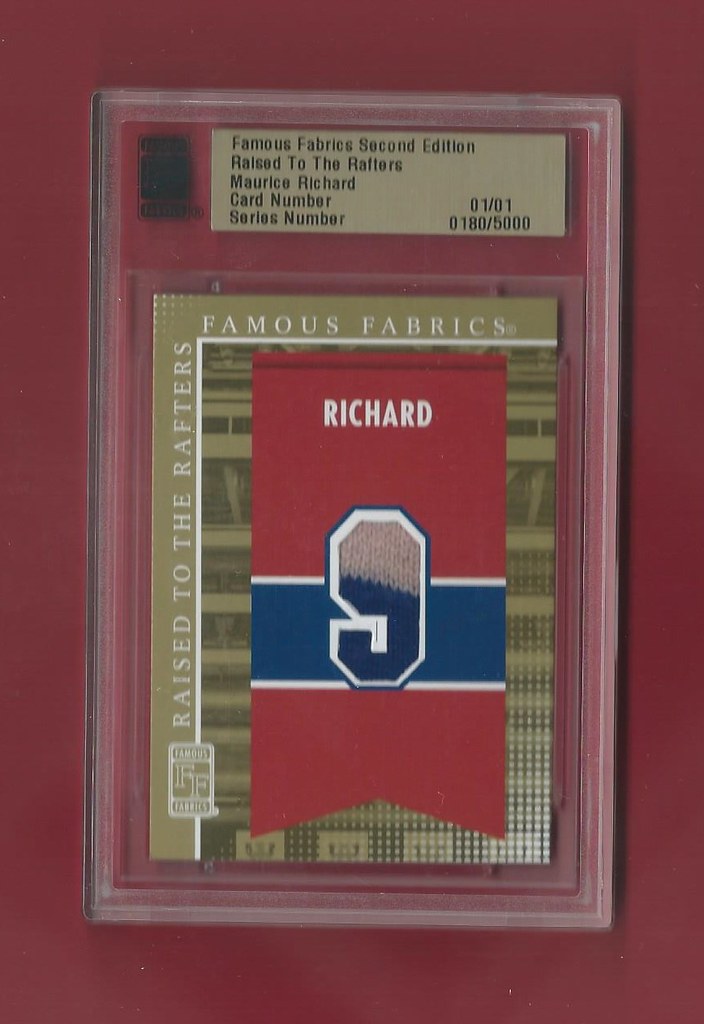 Famous Fabrics Second Edition
Raised To The Rafters
Maurice Richard
Card Number 01/01
Series Number 0180/5000
FAMOUS FABRICS©
RAISED TO THE RAFTERS
RICHARD
9
FAMOUS
FF
FABRICS